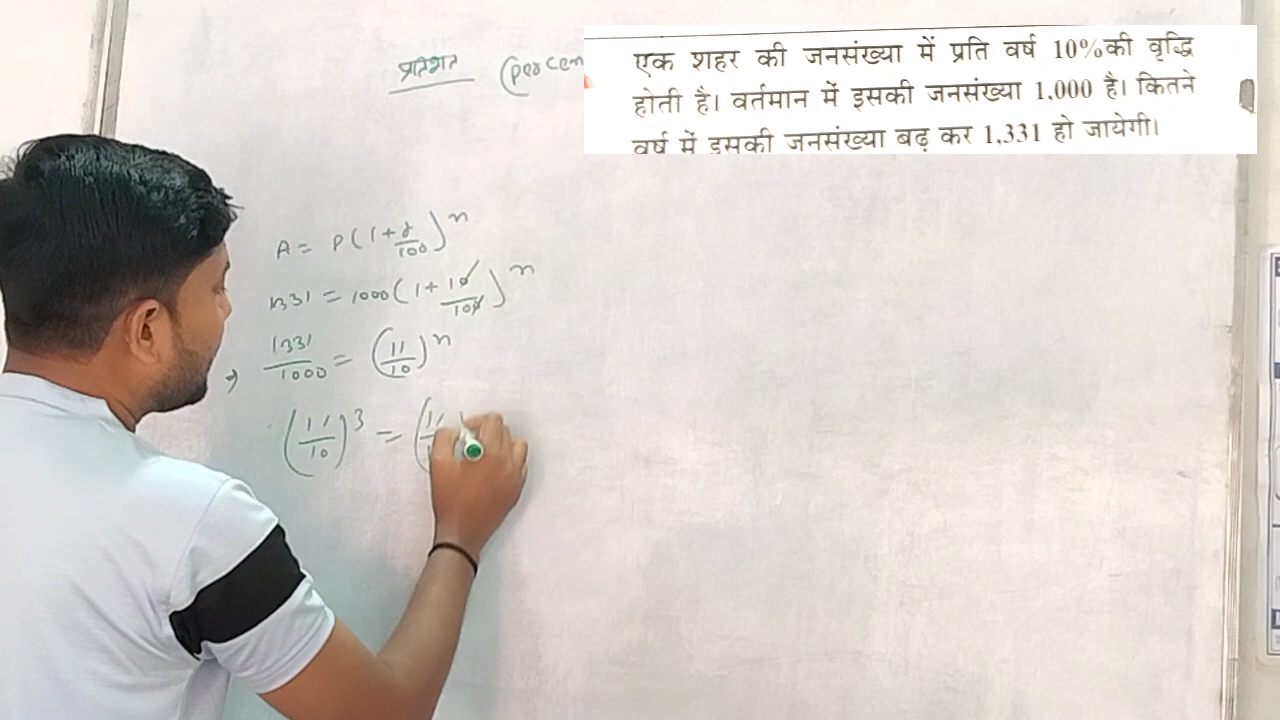 प्रतिशत (percen
एक शहर की जनसंख्या में प्रति वर्ष 10%की वृद्धि
होती है। वर्तमान में इसकी जनसंख्या 1,000 है। कितने
वर्ष में इसकी जनसंख्या बढ़ कर 1,331 हो जायेगी।
A = P(1+r/100)^n
1331 = 1000(1+10/100)^n
⇒ 1331/1000 = (11/10)^n
(11/10)^3 = (11